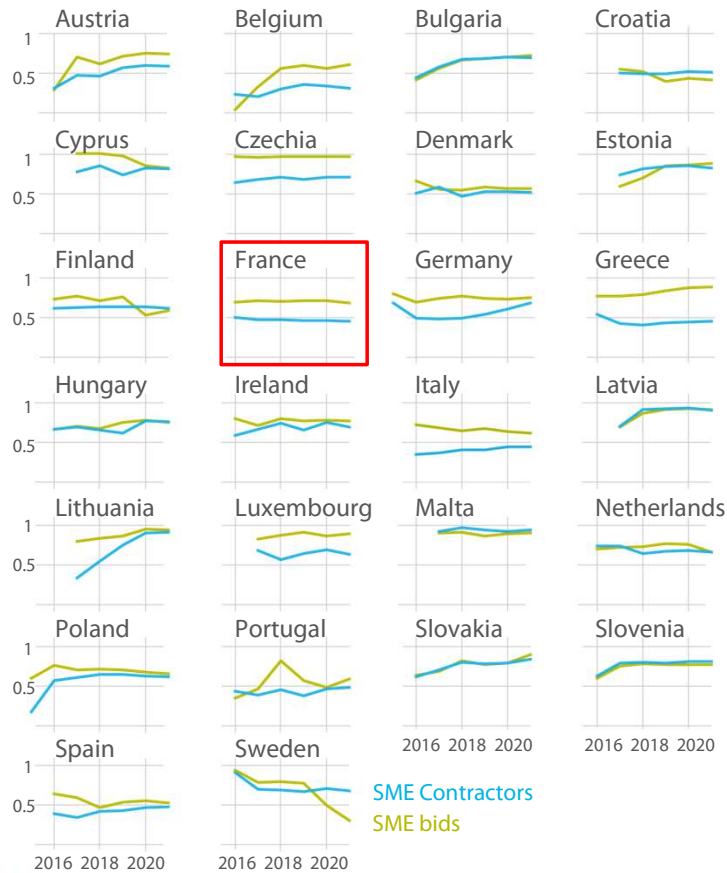 Austria Belgium Bulgaria Croatia
1
0.5
Cyprus Czechia Denmark Estonia
1
0.5
Finland France Germany Greece
1
0.5
Hungary Ireland Italy Latvia
1
0.5
Lithuania Luxembourg Malta Netherlands
1
0.5
Poland Portugal Slovakia Slovenia
1
0.5
2016 2018 2020 2016 2018 2020
Spain Sweden
1
0.5
SME Contractors
SME bids
2016 2018 2020 2016 2018 2020